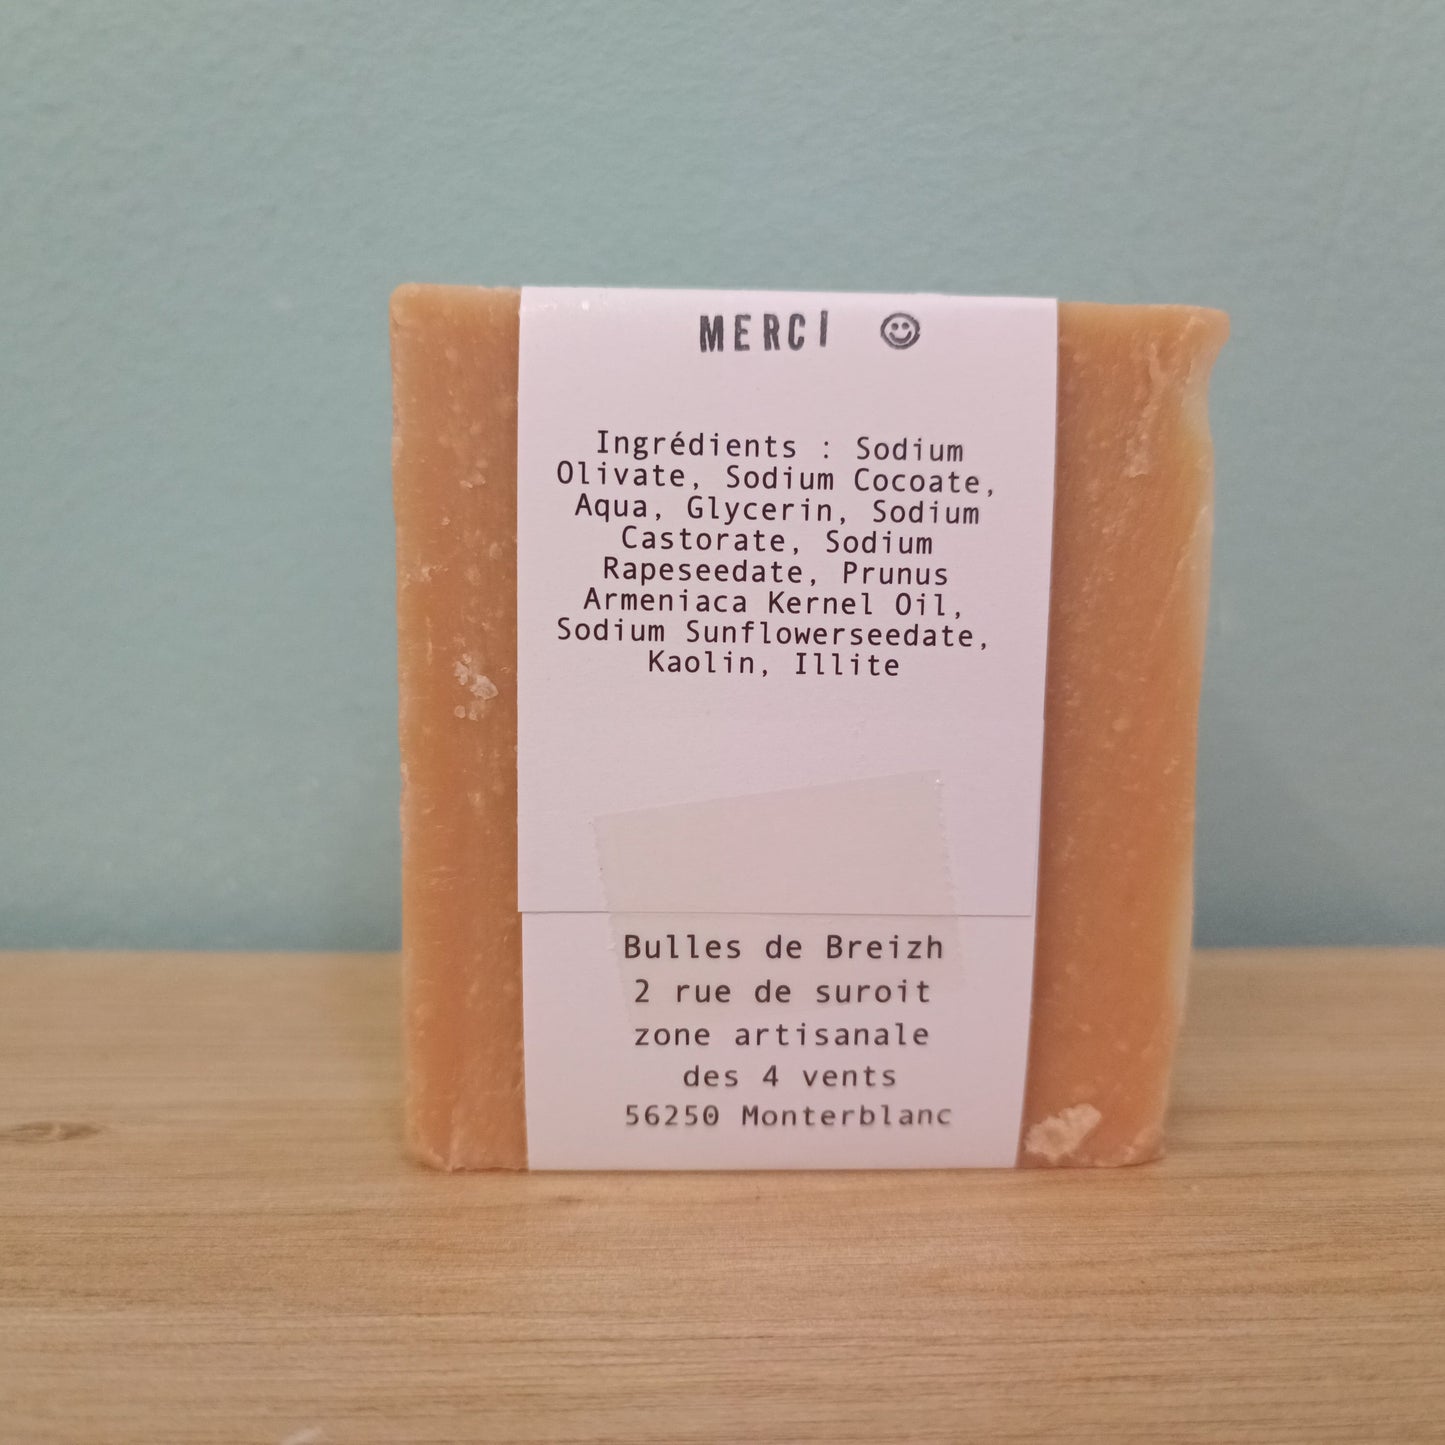 MERCI
Ingrédients : Sodium
Olivate, Sodium Cocoate,
Aqua, Glycerin, Sodium
Castorate, Sodium
Rapeseedate, Prunus
Armeniaca Kernel Oil,
Sodium Sunflowerseedate,
Kaolin, Illite
Bulles de Breizh
2 rue de suroit
zone artisanale
des 4 vents
56250 Monterblanc